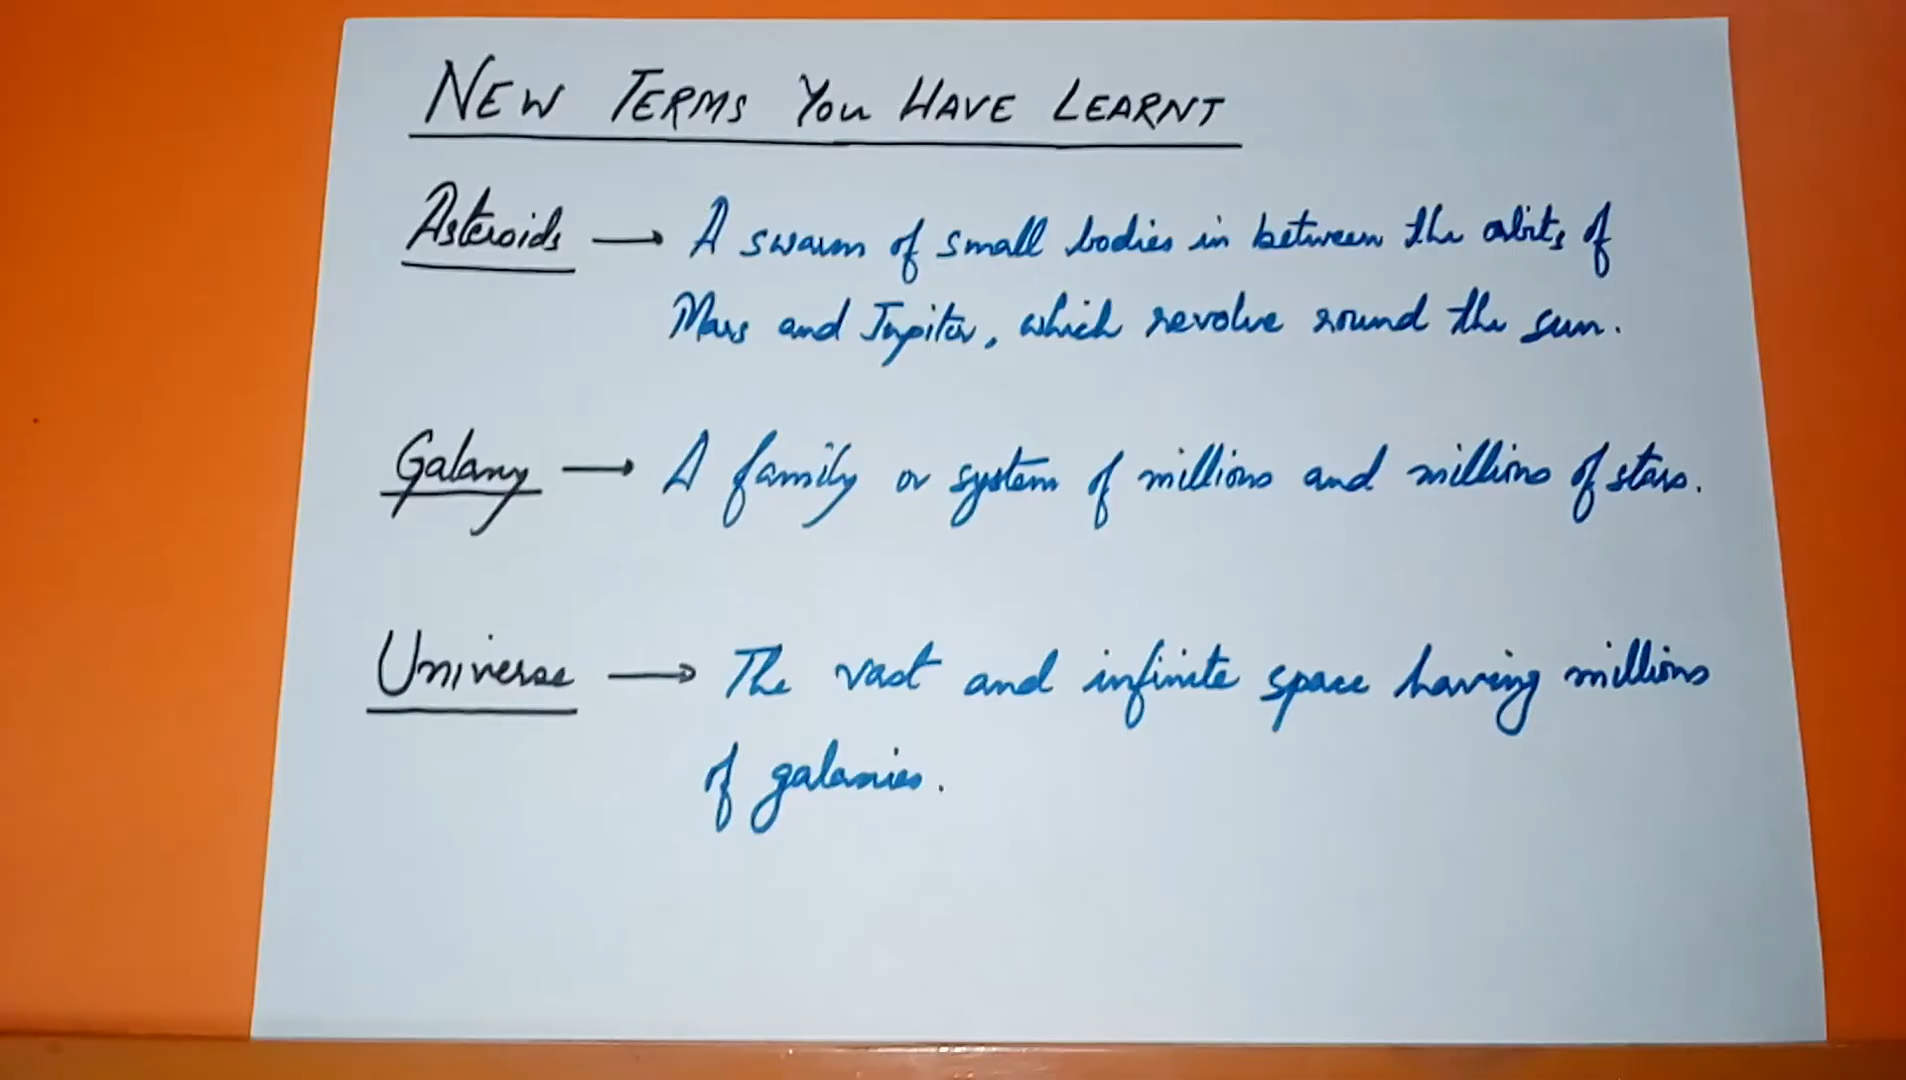 NEW TERMS YOU HAVE LEARNT
Asteroids → A swarm of small bodies in between the orbits of
Mars and Jupiter, which revolve round the sun.
Galaxy → A family or system of millions and millions of stars.
Universe → The vast and infinite space having millions
of galaxies.